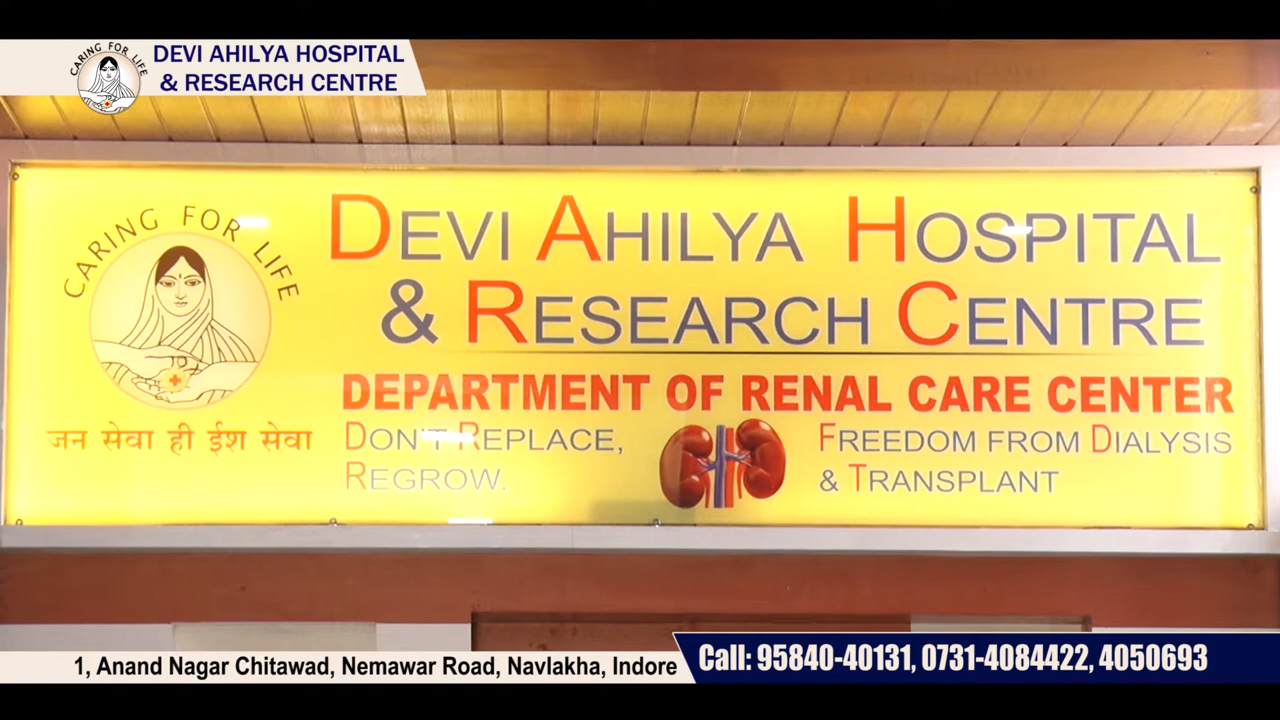 CARING FOR LIFE
DEVI AHILYA HOSPITAL
& RESEARCH CENTRE
CARING FOR LIFE
जन सेवा ही ईश सेवा
DEVI AHILYA HOSPITAL
& RESEARCH CENTRE
DEPARTMENT OF RENAL CARE CENTER
DON'T REPLACE,
REGROW.
FREEDOM FROM DIALYSIS
& TRANSPLANT
1, Anand Nagar Chitawad, Nemawar Road, Navlakha, Indore
Call: 95840-40131, 0731-4084422, 4050693